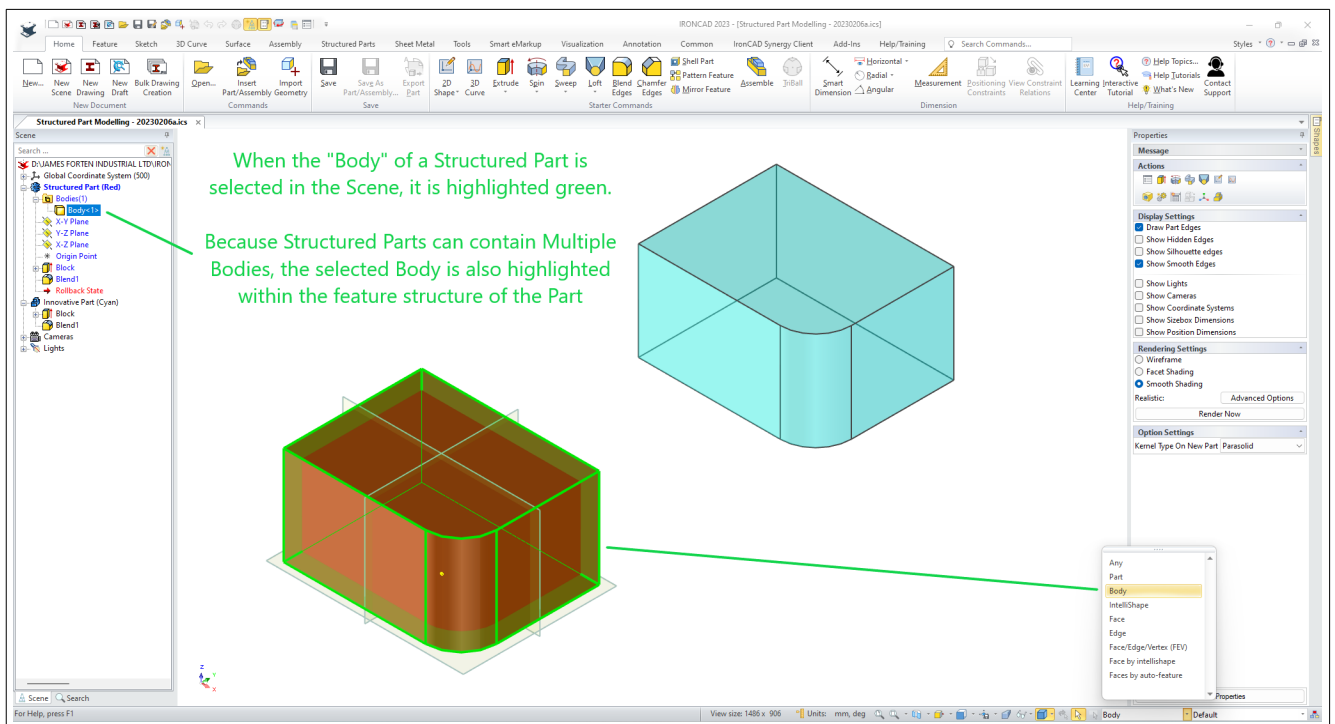 IRONCAD 2023 - [Structured Part Modelling - 20230206a.ics]
Home Feature Sketch 3D Curve Surface Assembly Structured Parts Sheet Metal Tools Smart eMarkup Visualization Annotation Common IronCAD Synergy Client Add-Ins Help/Training Search Commands... Styles
New... New Scene New Drawing New Draft Bulk Drawing Creation
New Document
Open... Insert Part/Assembly Import Geometry
Commands
Save Save As Part/Assembly... Export Part
Save
2D Shape 3D Curve Extrude Spin Sweep Loft Blend Edges Chamfer Edges
Shell Part
Pattern Feature
Mirror Feature
Assemble TriBall
Starter Commands
Smart Dimension
Horizontal
Radial
Angular
Measurement Positioning Constraints View Constraint Relations
Dimension
Learning Center Interactive Tutorial
Help Topics...
Help Tutorials
What's New
Contact Support
Help/Training
Structured Part Modelling - 20230206a.ics x
Scene
Search ...
D:\JAMES FORTEN INDUSTRIAL LTD\IRON
Global Coordinate System (500)
Structured Part (Red)
Bodies(1)
Body<1>
X-Y Plane
Y-Z Plane
X-Z Plane
Origin Point
Block
Blend1
Rollback State
Innovative Part (Cyan)
Block
Blend1
Cameras
Lights
When the "Body" of a Structured Part is
selected in the Scene, it is highlighted green.
Because Structured Parts can contain Multiple
Bodies, the selected Body is also highlighted
within the feature structure of the Part
Z
Y
X
Properties
Message
Actions
Display Settings
Draw Part Edges
Show Hidden Edges
Show Silhouette edges
Show Smooth Edges
Show Lights
Show Cameras
Show Coordinate Systems
Show Sizebox Dimensions
Show Position Dimensions
Rendering Settings
Wireframe
Facet Shading
Smooth Shading
Realistic: Advanced Options
Render Now
Option Settings
Kernel Type On New Part Parasolid
Shapes
Any
Part
Body
IntelliShape
Face
Edge
Face/Edge/Vertex (FEV)
Face by intellishape
Faces by auto-feature
Properties
Scene Search
For Help, press F1
View size: 1486 x 906 Units: mm, deg Body Default